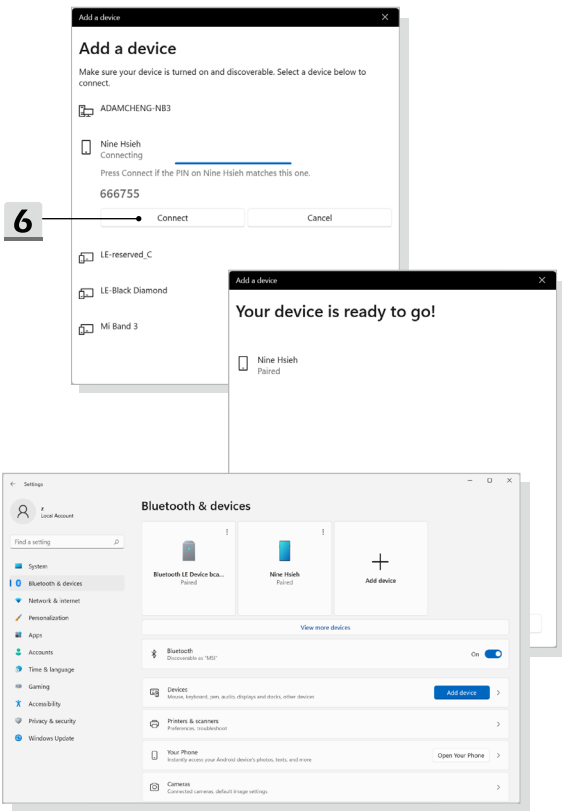 Add a device
Add a device
Make sure your device is turned on and discoverable. Select a device below to
connect.
ADAMCHENG-NB3
Nine Hsieh
Connecting
Press Connect if the PIN on Nine Hsieh matches this one.
666755
6
Connect Cancel
LE-reserved_C
LE-Black Diamond
Mi Band 3
Add a device
Your device is ready to go!
Nine Hsieh
Paired
Settings
z
Local Account
Find a setting
System
Bluetooth & devices
Network & internet
Personalization
Apps
Accounts
Time & language
Gaming
Accessibility
Privacy & security
Windows Update
Bluetooth & devices
Bluetooth LE Device bca...
Paired
Nine Hsieh
Paired
Add device
View more devices
Bluetooth
Discoverable as "MSI"
On
Devices
Mouse, keyboard, pen, audio, displays and docks, other devices
Add device
Printers & scanners
Preferences, troubleshoot
Your Phone
Instantly access your Android device's photos, texts, and more
Open Your Phone
Cameras
Connected cameras, default image settings